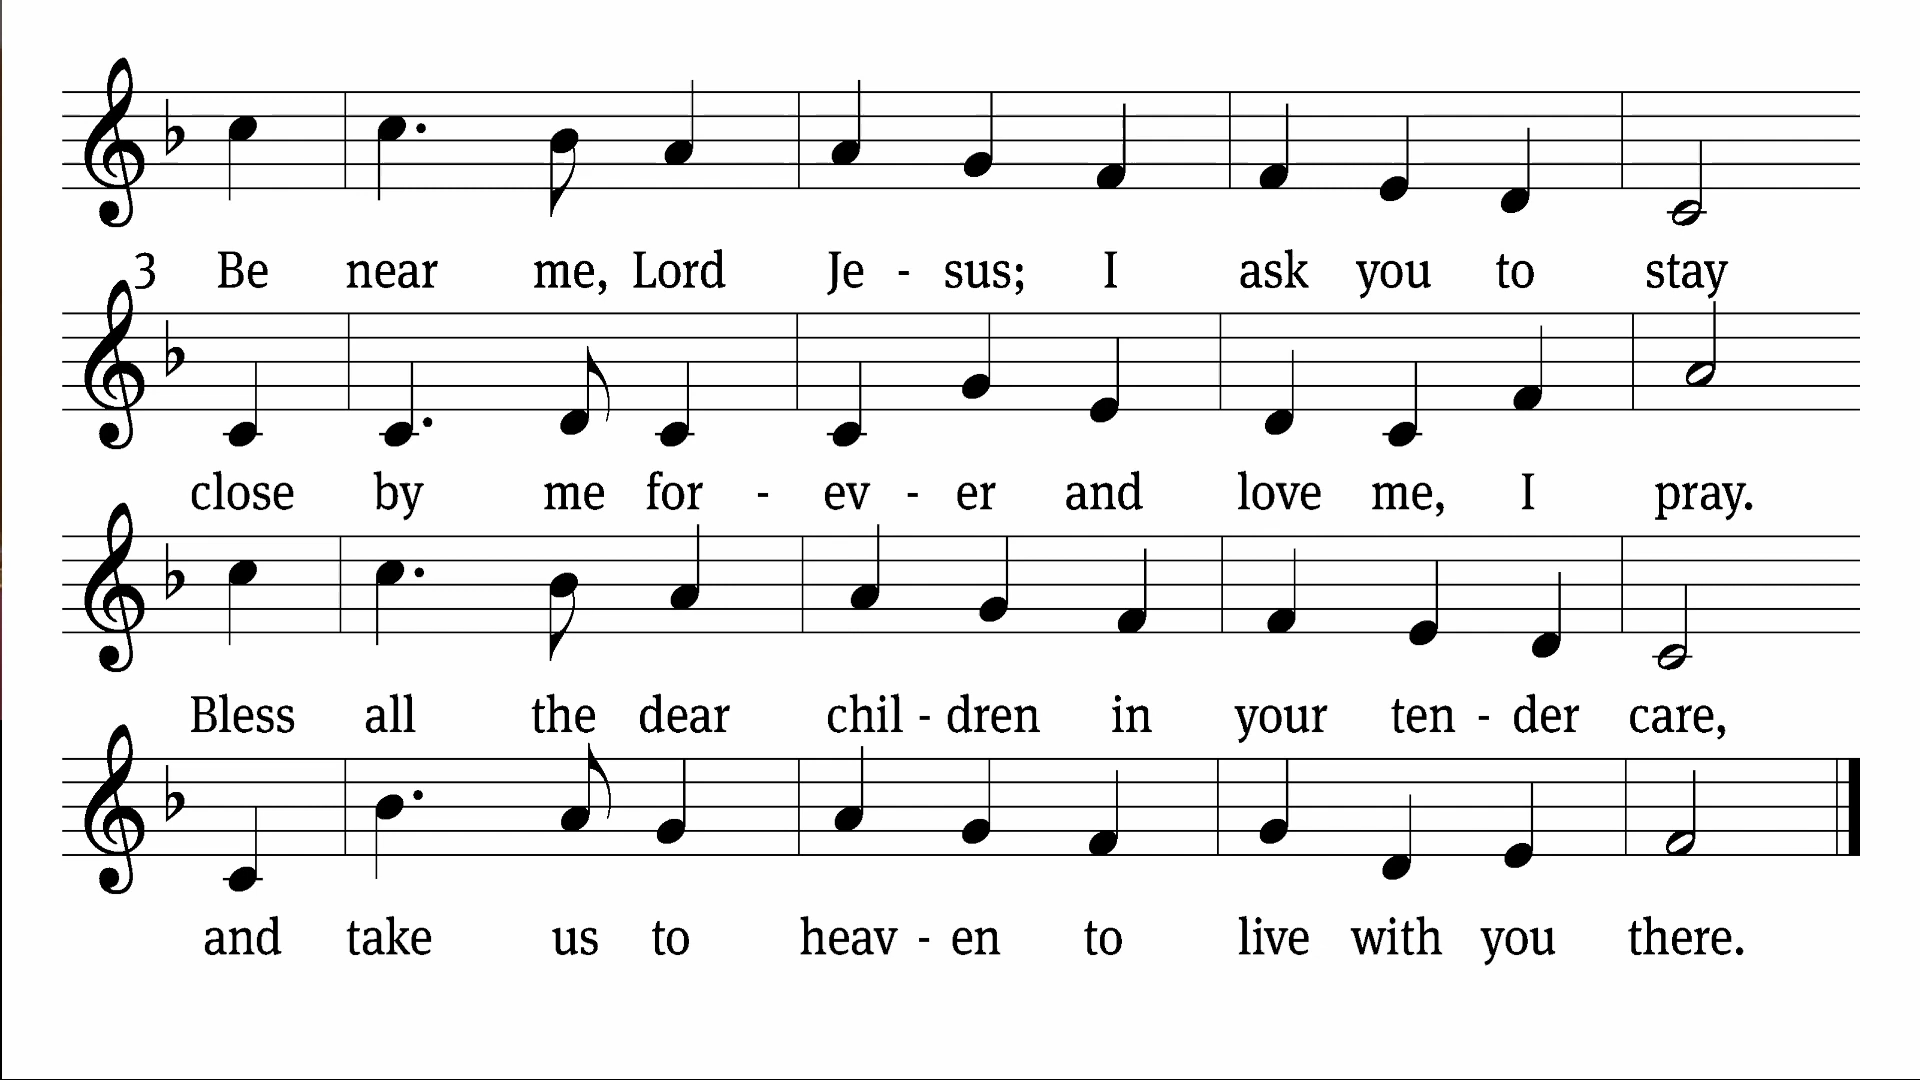 3 Be near me, Lord Je - sus; I ask you to stay
close by me for - ev - er and love me, I pray.
Bless all the dear chil - dren in your ten - der care,
and take us to heav - en to live with you there.